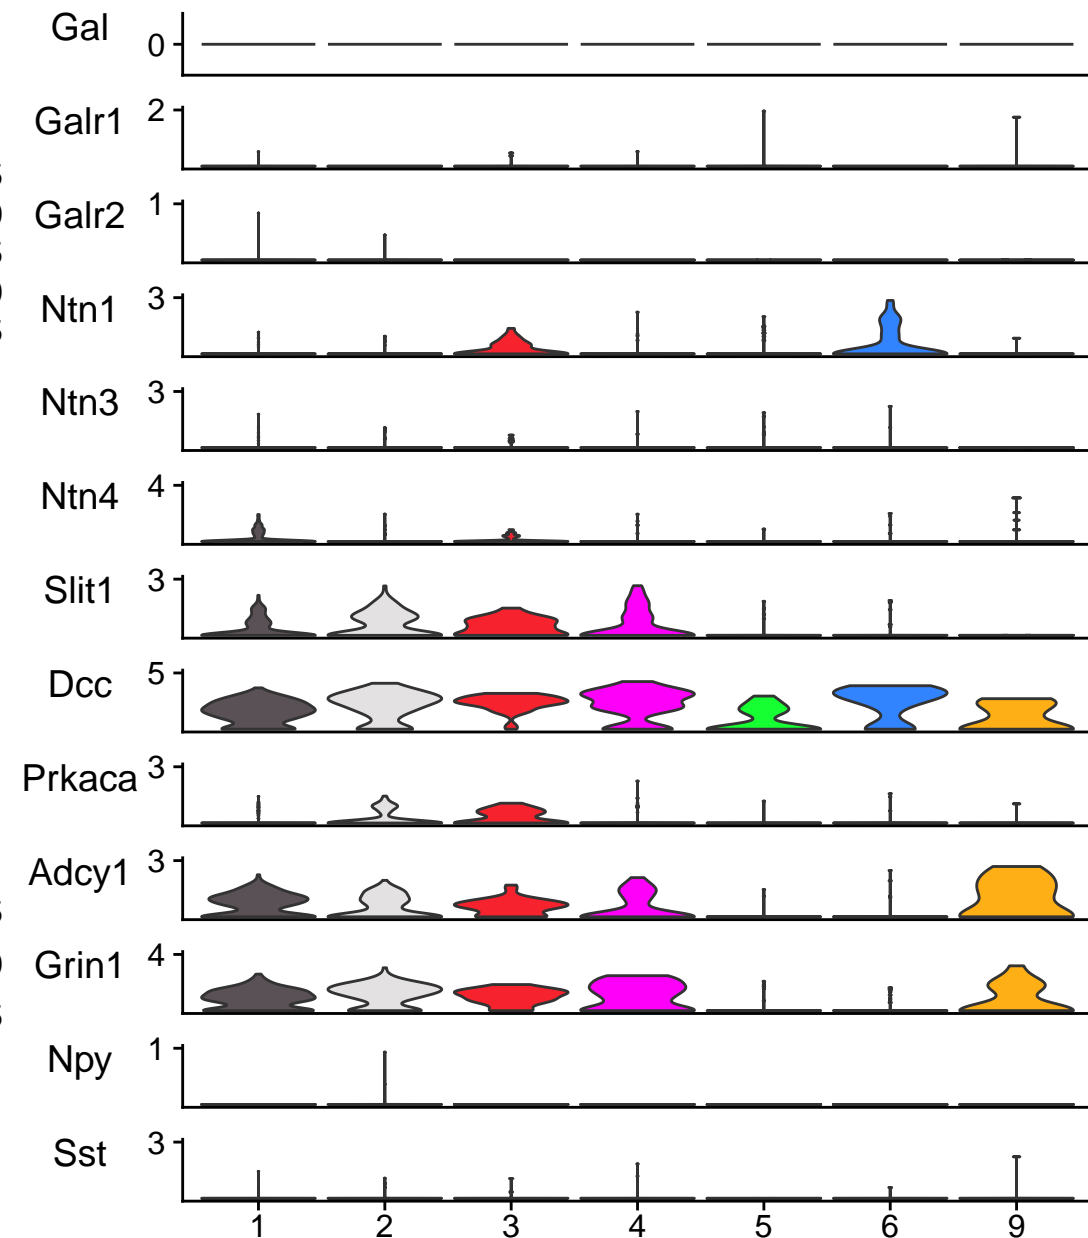 Gal 0
Galr1 2
Galr2 1
Ntn1 3
Ntn3 3
Ntn4 4
Slit1 3
Dcc 5
Prkaca 3
Adcy1 3
Grin1 4
Npy 1
Sst 3
1 2 3 4 5 6 9